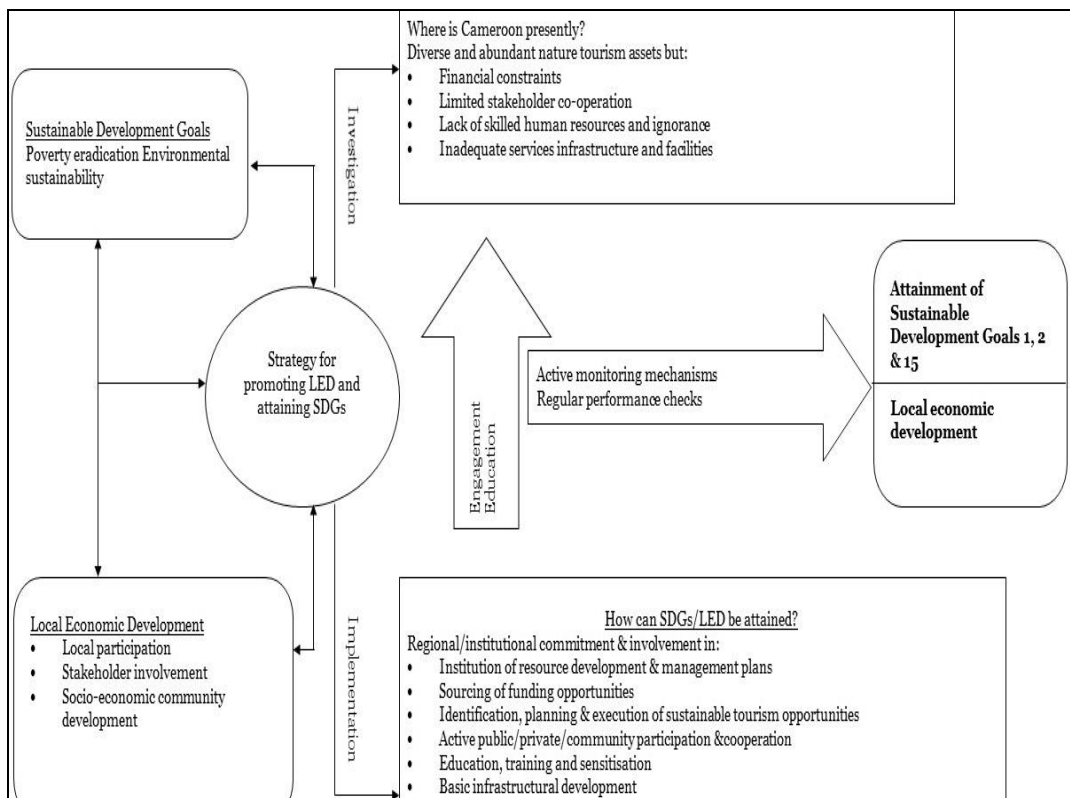 Where is Cameroon presently?
Diverse and abundant nature tourism assets but:
• Financial constraints
• Limited stakeholder co-operation
• Lack of skilled human resources and ignorance
• Inadequate services infrastructure and facilities
Investigation
Sustainable Development Goals
Poverty eradication Environmental
sustainability
Strategy for
promoting LED and
attaining SDGs
Engagement
Education
Active monitoring mechanisms
Regular performance checks
Attainment of
Sustainable
Development Goals 1, 2
& 15
Local economic
development
Local Economic Development
• Local participation
• Stakeholder involvement
• Socio-economic community
development
Implementation
How can SDGs/LED be attained?
Regional/institutional commitment & involvement in:
• Institution of resource development & management plans
• Sourcing of funding opportunities
• Identification, planning & execution of sustainable tourism opportunities
• Active public/private/community participation &cooperation
• Education, training and sensitisation
• Basic infrastructural development